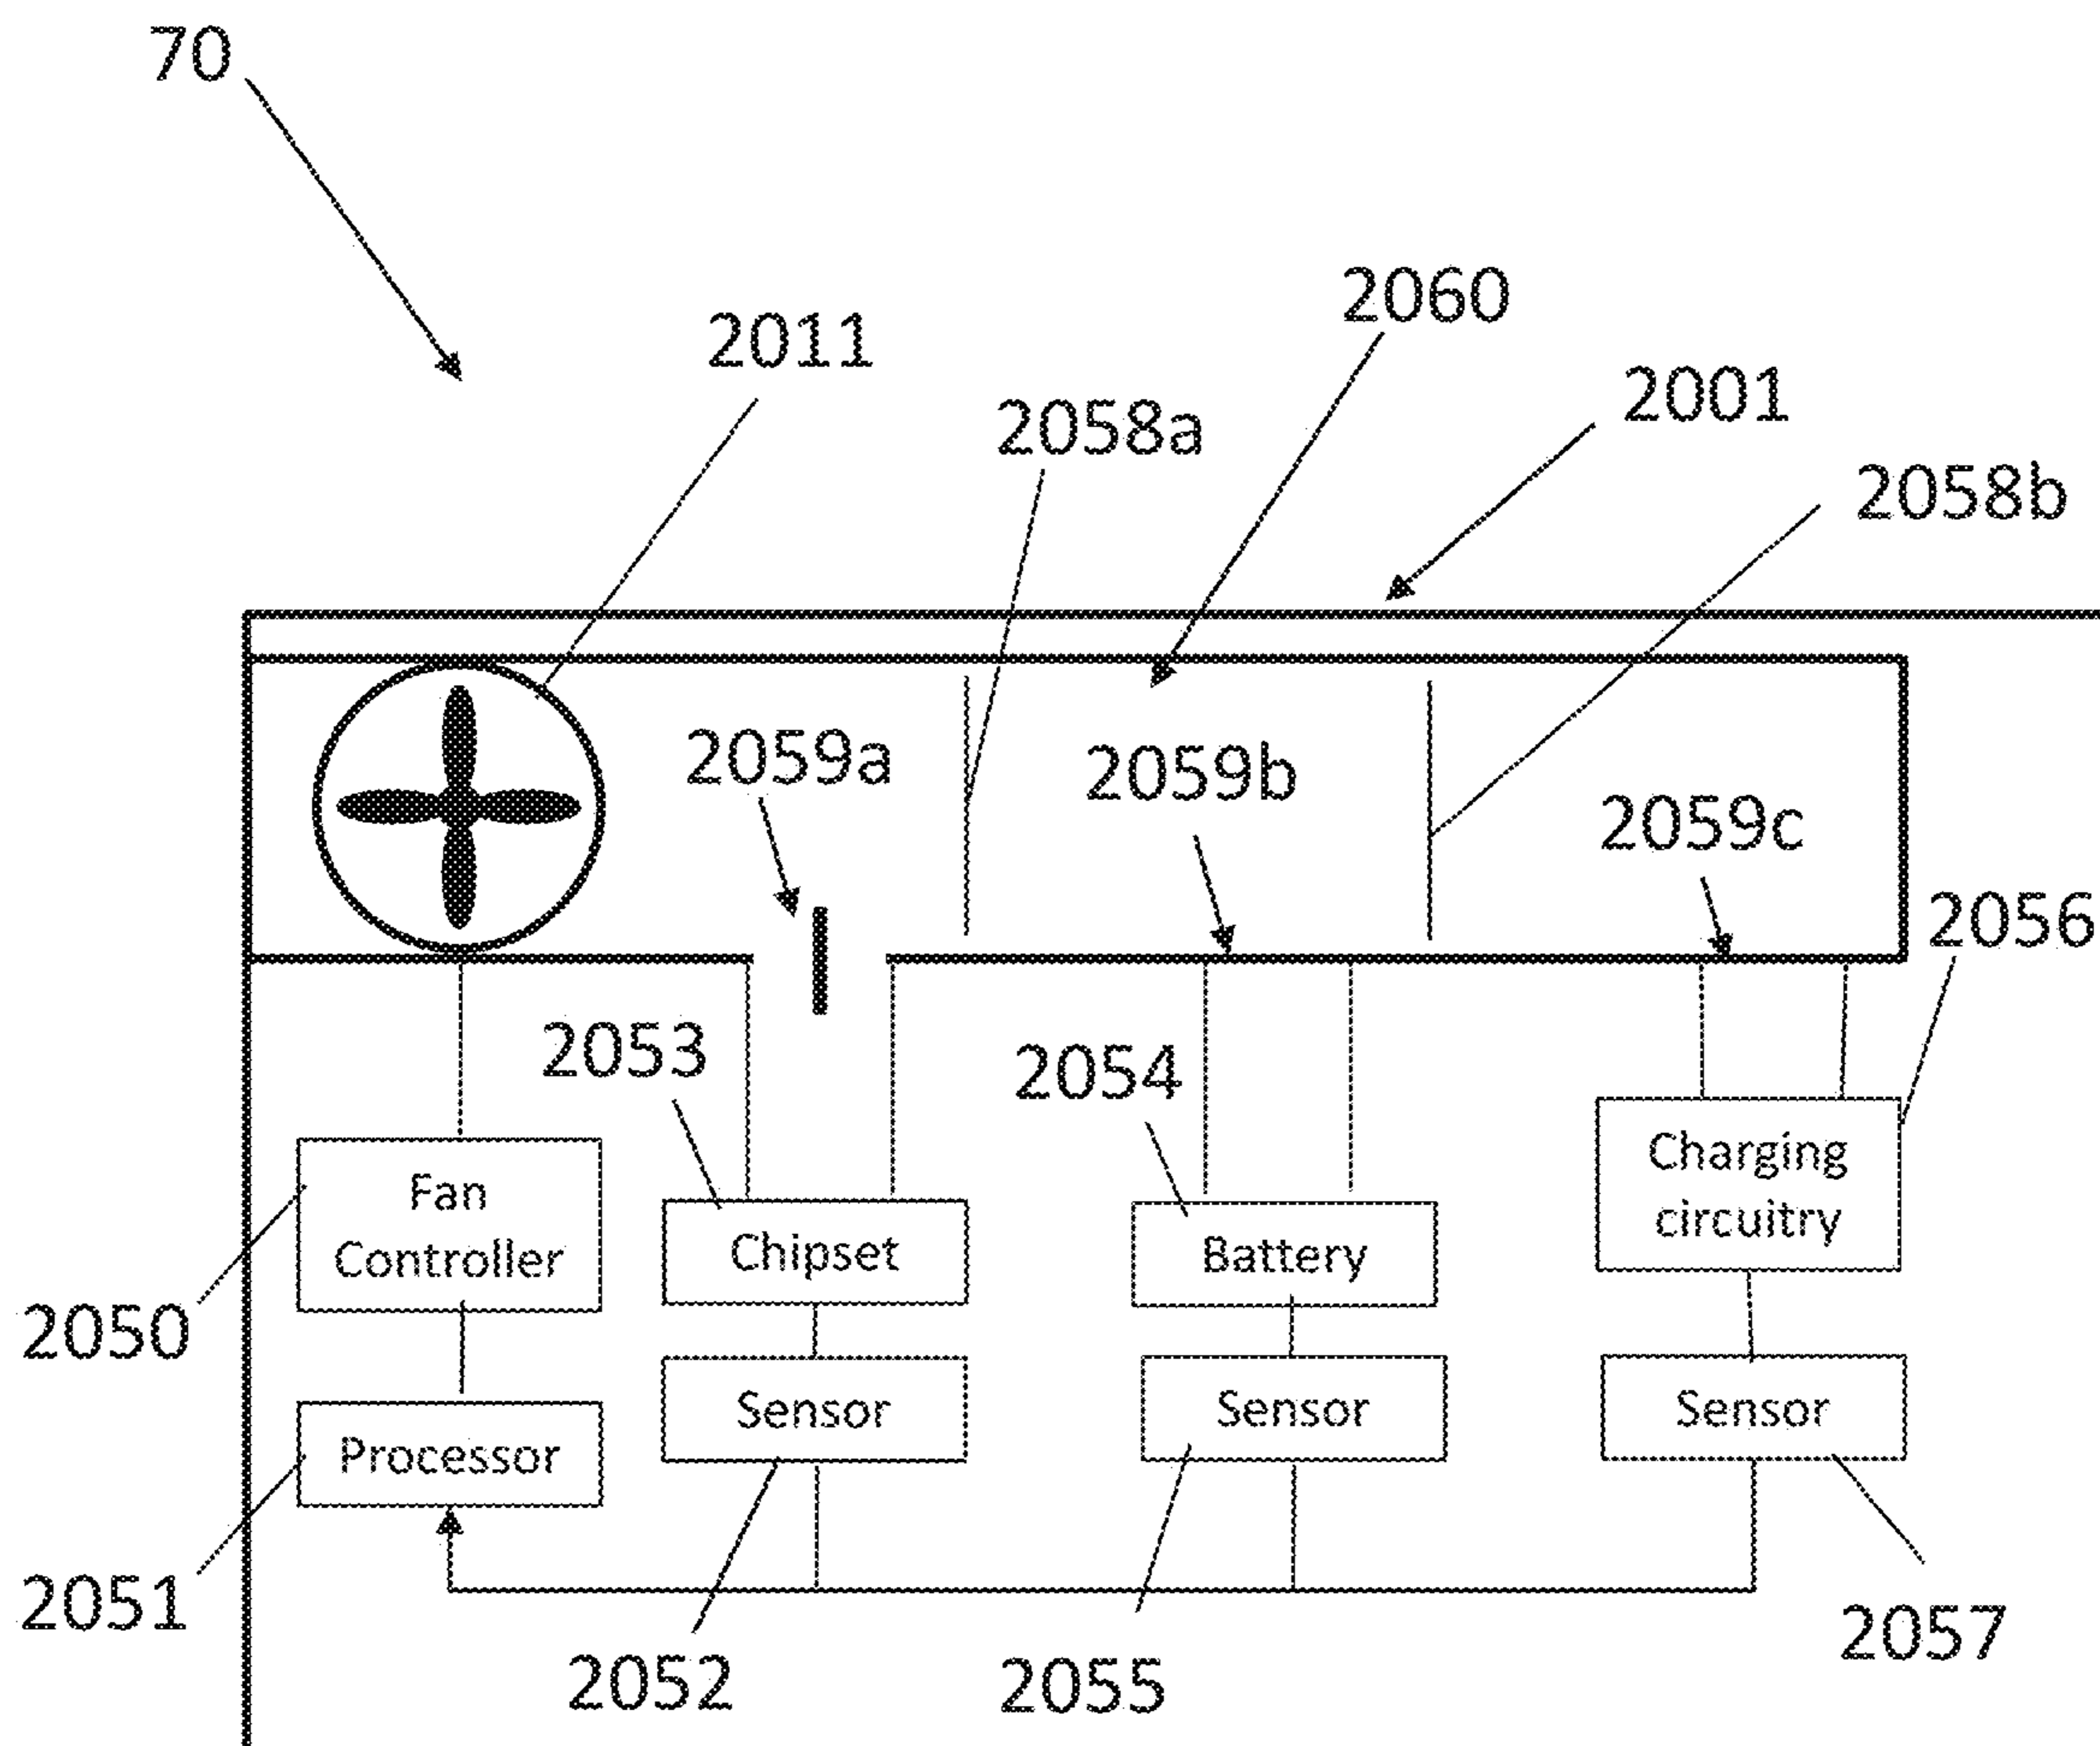 70
2060
2011
2001
2058a
2058b
2059a
2059b
2059c
2056
2053
2054
Charging
circuitry
Fan
Controller
Chipset
Battery
2050
Sensor
Sensor
Sensor
Processor
2051
2057
2052
2055